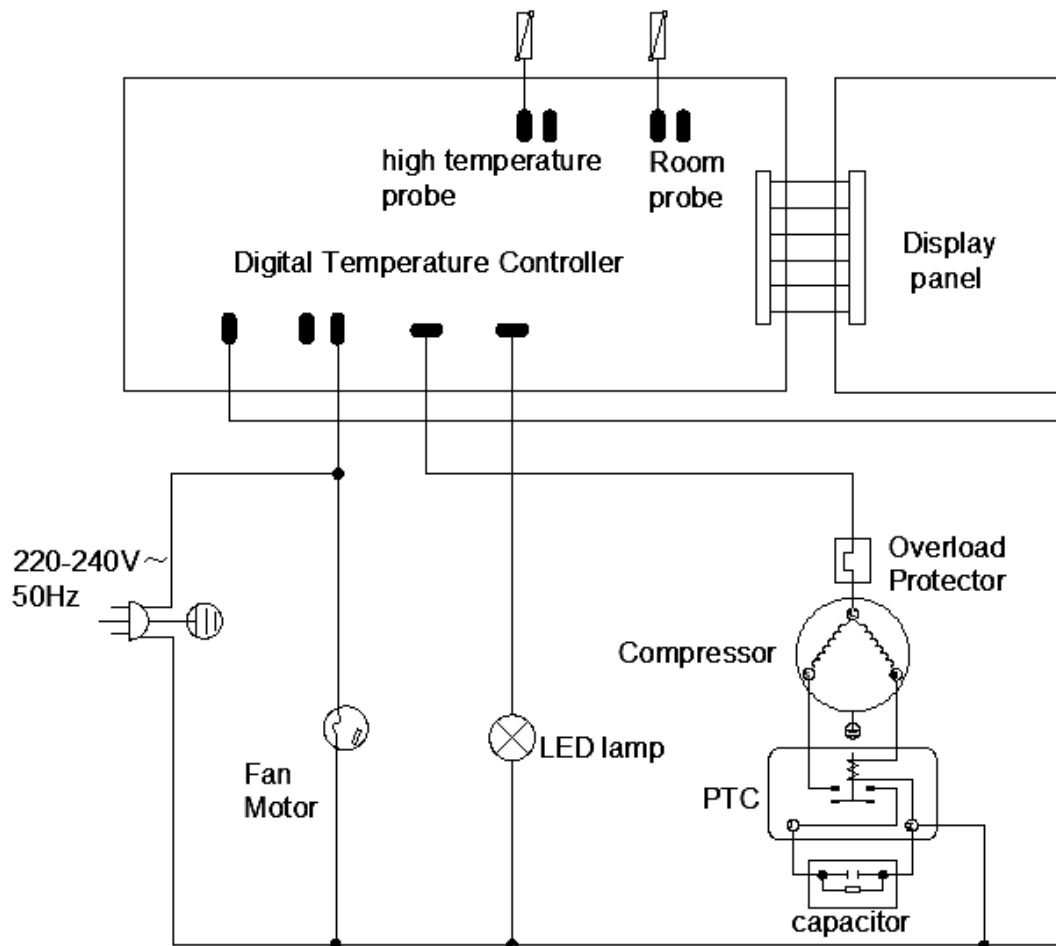 high temperature
probe
Room
probe
Digital Temperature Controller
Display
panel
220-240V~
50Hz
Overload
Protector
Compressor
LED lamp
Fan
Motor
PTC
capacitor